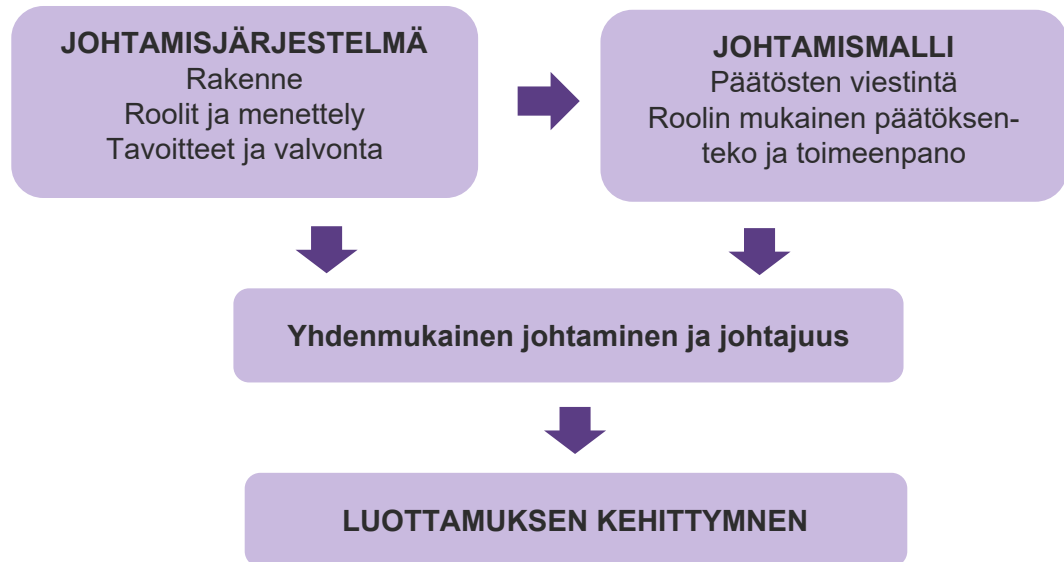 JOHTAMISJÄRJESTELMÄ
Rakenne
Roolit ja menettely
Tavoitteet ja valvonta
JOHTAMISMALLI
Päätösten viestintä
Roolin mukainen päätöksen-
teko ja toimeenpano
Yhdenmukainen johtaminen ja johtajuus
LUOTTAMUKSEN KEHITTYMNEN